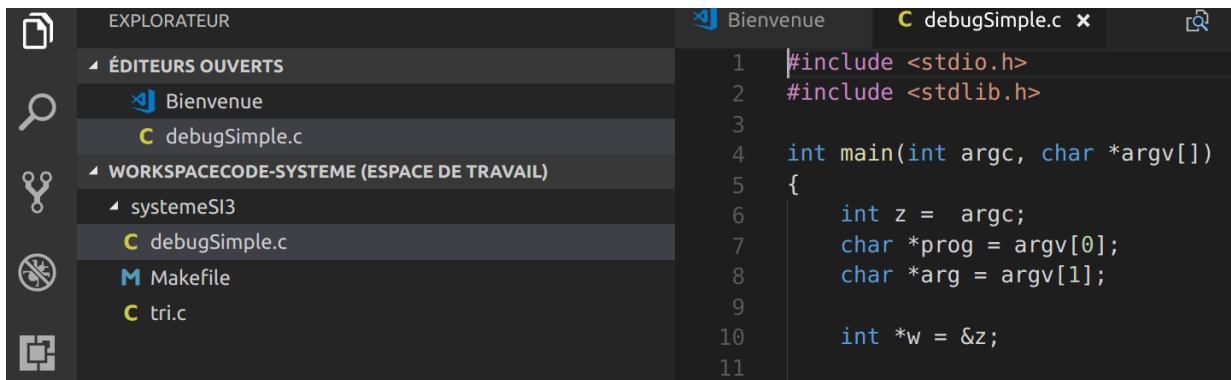 EXPLORATEUR
ÉDITEURS OUVERTS
Bienvenue
C debugSimple.c
WORKSPACECODE-SYSTEME (ESPACE DE TRAVAIL)
systemeSI3
C debugSimple.c
M Makefile
C tri.c
Bienvenue C debugSimple.c ×
1 #include <stdio.h>
2 #include <stdlib.h>
3
4 int main(int argc, char *argv[])
5 {
6 int z =  argc;
7 char *prog = argv[0];
8 char *arg = argv[1];
9
10 int *w = &z;
11